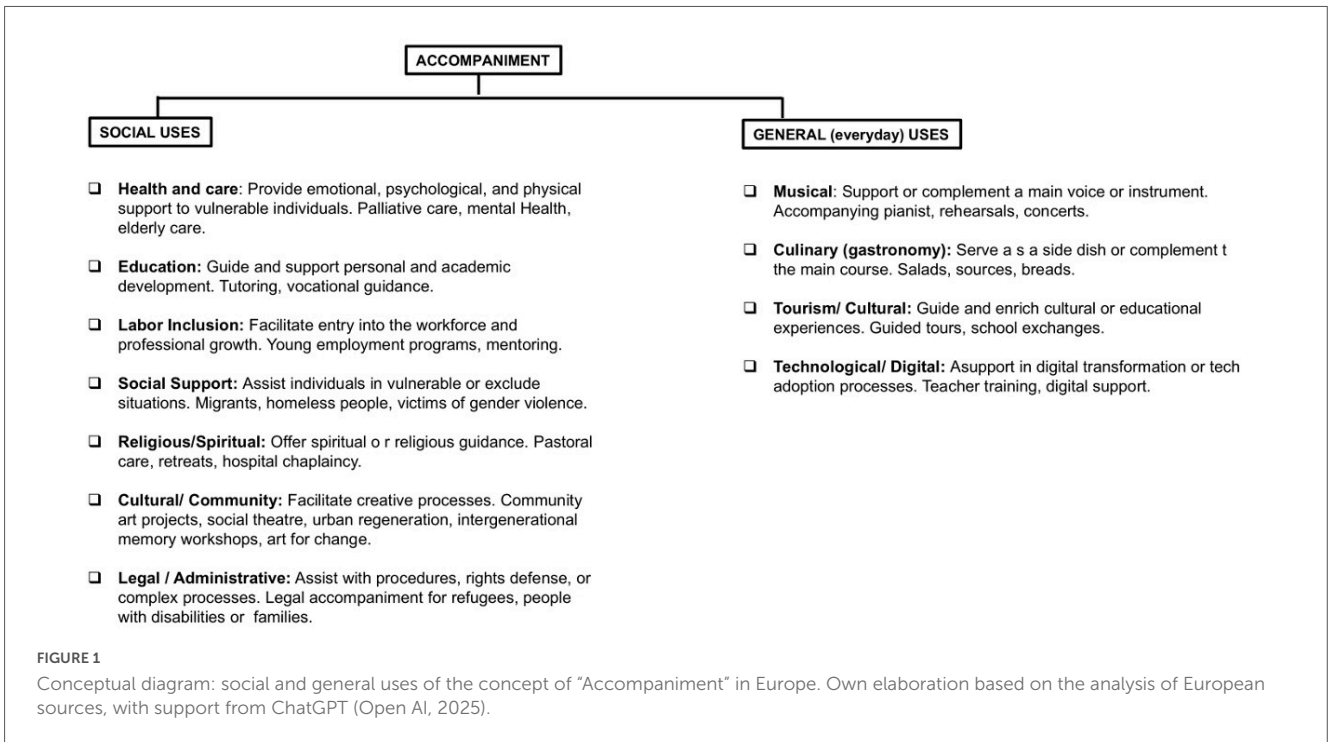 ACCOMPANIMENT
SOCIAL USES
❑ Health and care: Provide emotional, psychological, and physical
support to vulnerable individuals. Palliative care, mental Health,
elderly care.
❑ Education: Guide and support personal and academic
development. Tutoring, vocational guidance.
❑ Labor Inclusion: Facilitate entry into the workforce and
professional growth. Young employment programs, mentoring.
❑ Social Support: Assist individuals in vulnerable or exclude
situations. Migrants, homeless people, victims of gender violence.
❑ Religious/Spiritual: Offer spiritual o r religious guidance. Pastoral
care, retreats, hospital chaplaincy.
❑ Cultural/ Community: Facilitate creative processes. Community
art projects, social theatre, urban regeneration, intergenerational
memory workshops, art for change.
❑ Legal / Administrative: Assist with procedures, rights defense, or
complex processes. Legal accompaniment for refugees, people
with disabilities or families.
GENERAL (everyday) USES
❑ Musical: Support or complement a main voice or instrument.
Accompanying pianist, rehearsals, concerts.
❑ Culinary (gastronomy): Serve a s a side dish or complement t
the main course. Salads, sources, breads.
❑ Tourism/ Cultural: Guide and enrich cultural or educational
experiences. Guided tours, school exchanges.
❑ Technological/ Digital: Asupport in digital transformation or tech
adoption processes. Teacher training, digital support.
FIGURE 1
Conceptual diagram: social and general uses of the concept of “Accompaniment” in Europe. Own elaboration based on the analysis of European
sources, with support from ChatGPT (Open AI, 2025).